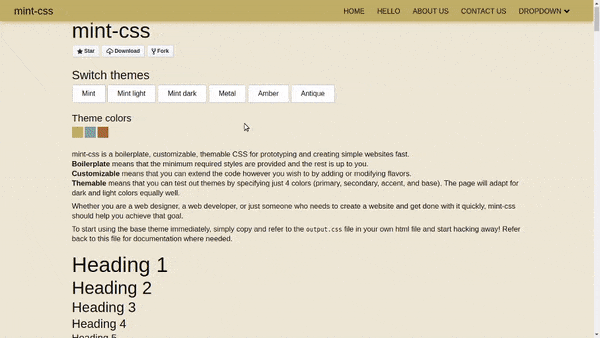 mint-css
HOME HELLO ABOUT US CONTACT US DROPDOWN
mint-css
Star Download Fork
Switch themes
Mint Mint light Mint dark Metal Amber Antique
Theme colors
mint-css is a boilerplate, customizable, themable CSS for prototyping and creating simple websites fast.
Boilerplate means that the minimum required styles are provided and the rest is up to you.
Customizable means that you can extend the code however you wish to by adding or modifying flavors.
Themable means that you can test out themes by specifying just 4 colors (primary, secondary, accent, and base). The page will adapt for
dark and light colors equally well.
Whether you are a web designer, a web developer, or just someone who needs to create a website and get done with it quickly, mint-css
should help you achieve that goal.
To start using the base theme immediately, simply copy and refer to the output.css file in your own html file and start hacking away! Refer
back to this file for documentation where needed.
Heading 1
Heading 2
Heading 3
Heading 4
Heading 5